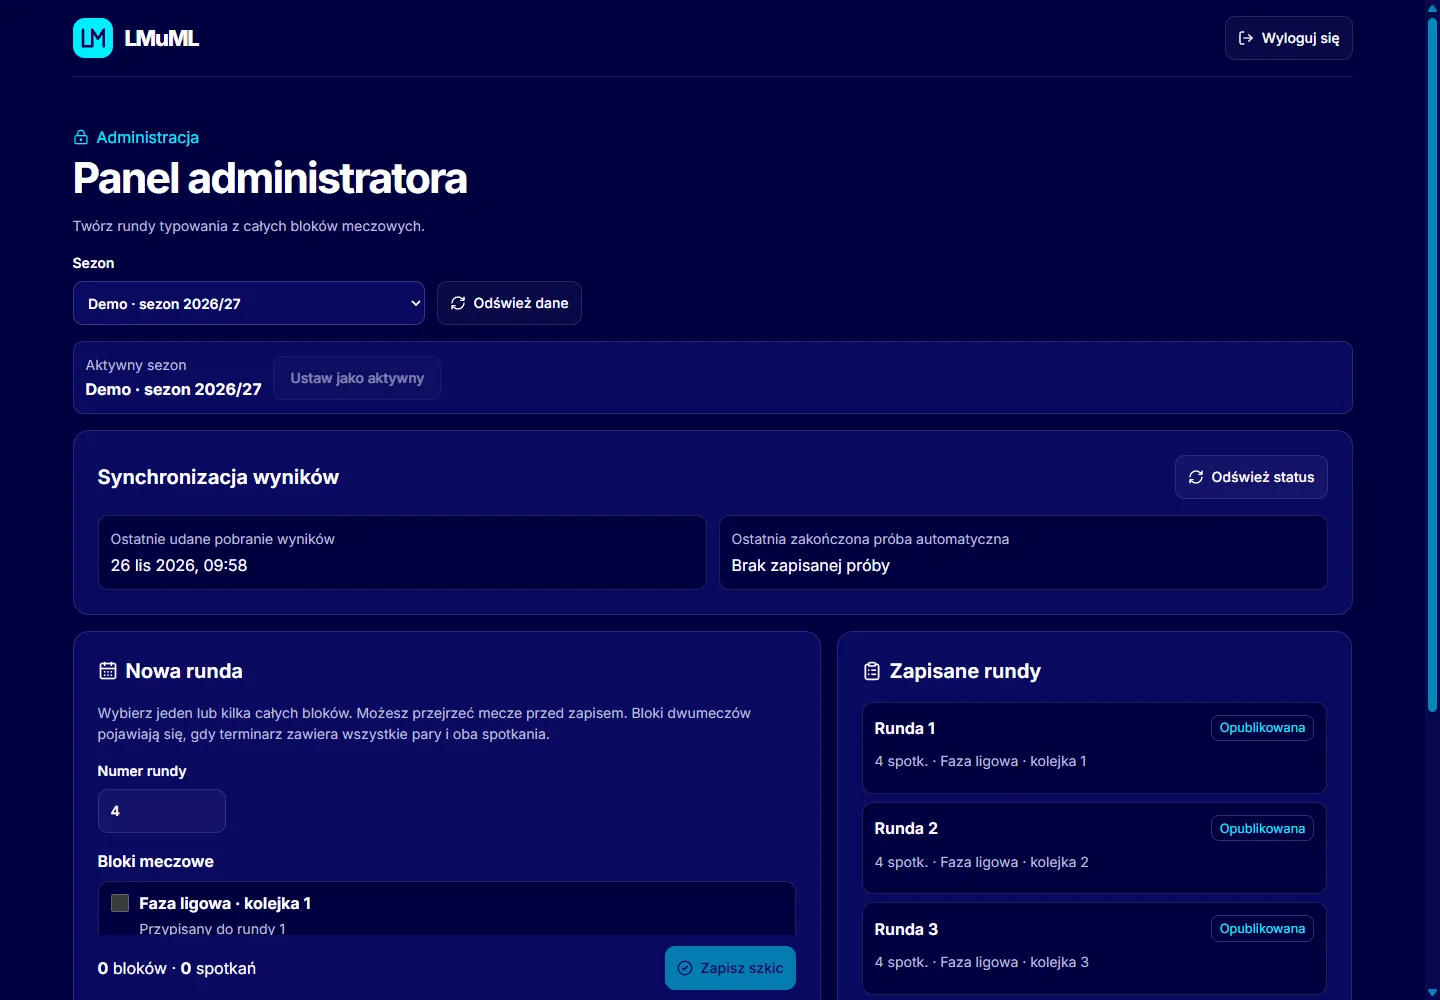 LM LMuML
Wyloguj się
Administracja
Panel administratora
Twórz rundy typowania z całych bloków meczowych.
Sezon
Demo · sezon 2026/27
Odśwież dane
Aktywny sezon
Demo · sezon 2026/27
Ustaw jako aktywny
Synchronizacja wyników
Odśwież status
Ostatnie udane pobranie wyników
26 lis 2026, 09:58
Ostatnia zakończona próba automatyczna
Brak zapisanej próby
Nowa runda
Wybierz jeden lub kilka całych bloków. Możesz przejrzeć mecze przed zapisem. Bloki dwumeczów
pojawiają się, gdy terminarz zawiera wszystkie pary i oba spotkania.
Numer rundy
4
Bloki meczowe
Faza ligowa · kolejka 1
Przypisany do rundy 1
0 bloków · 0 spotkań
Zapisz szkic
Zapisane rundy
Runda 1
Opublikowana
4 spotk. · Faza ligowa · kolejka 1
Runda 2
Opublikowana
4 spotk. · Faza ligowa · kolejka 2
Runda 3
Opublikowana
4 spotk. · Faza ligowa · kolejka 3